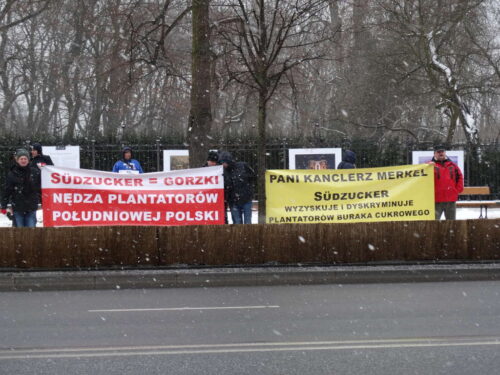 SÜDZUCKER = GORZKI
NĘDZA PLANTATORÓW
POŁUDNIOWEJ POLSKI
PANI KANCLERZ MERKEL
SÜDZUCKER
WYZYSKUJE I DYSKRYMINUJE
PLANTATORÓW BURAKA CUKROWEGO